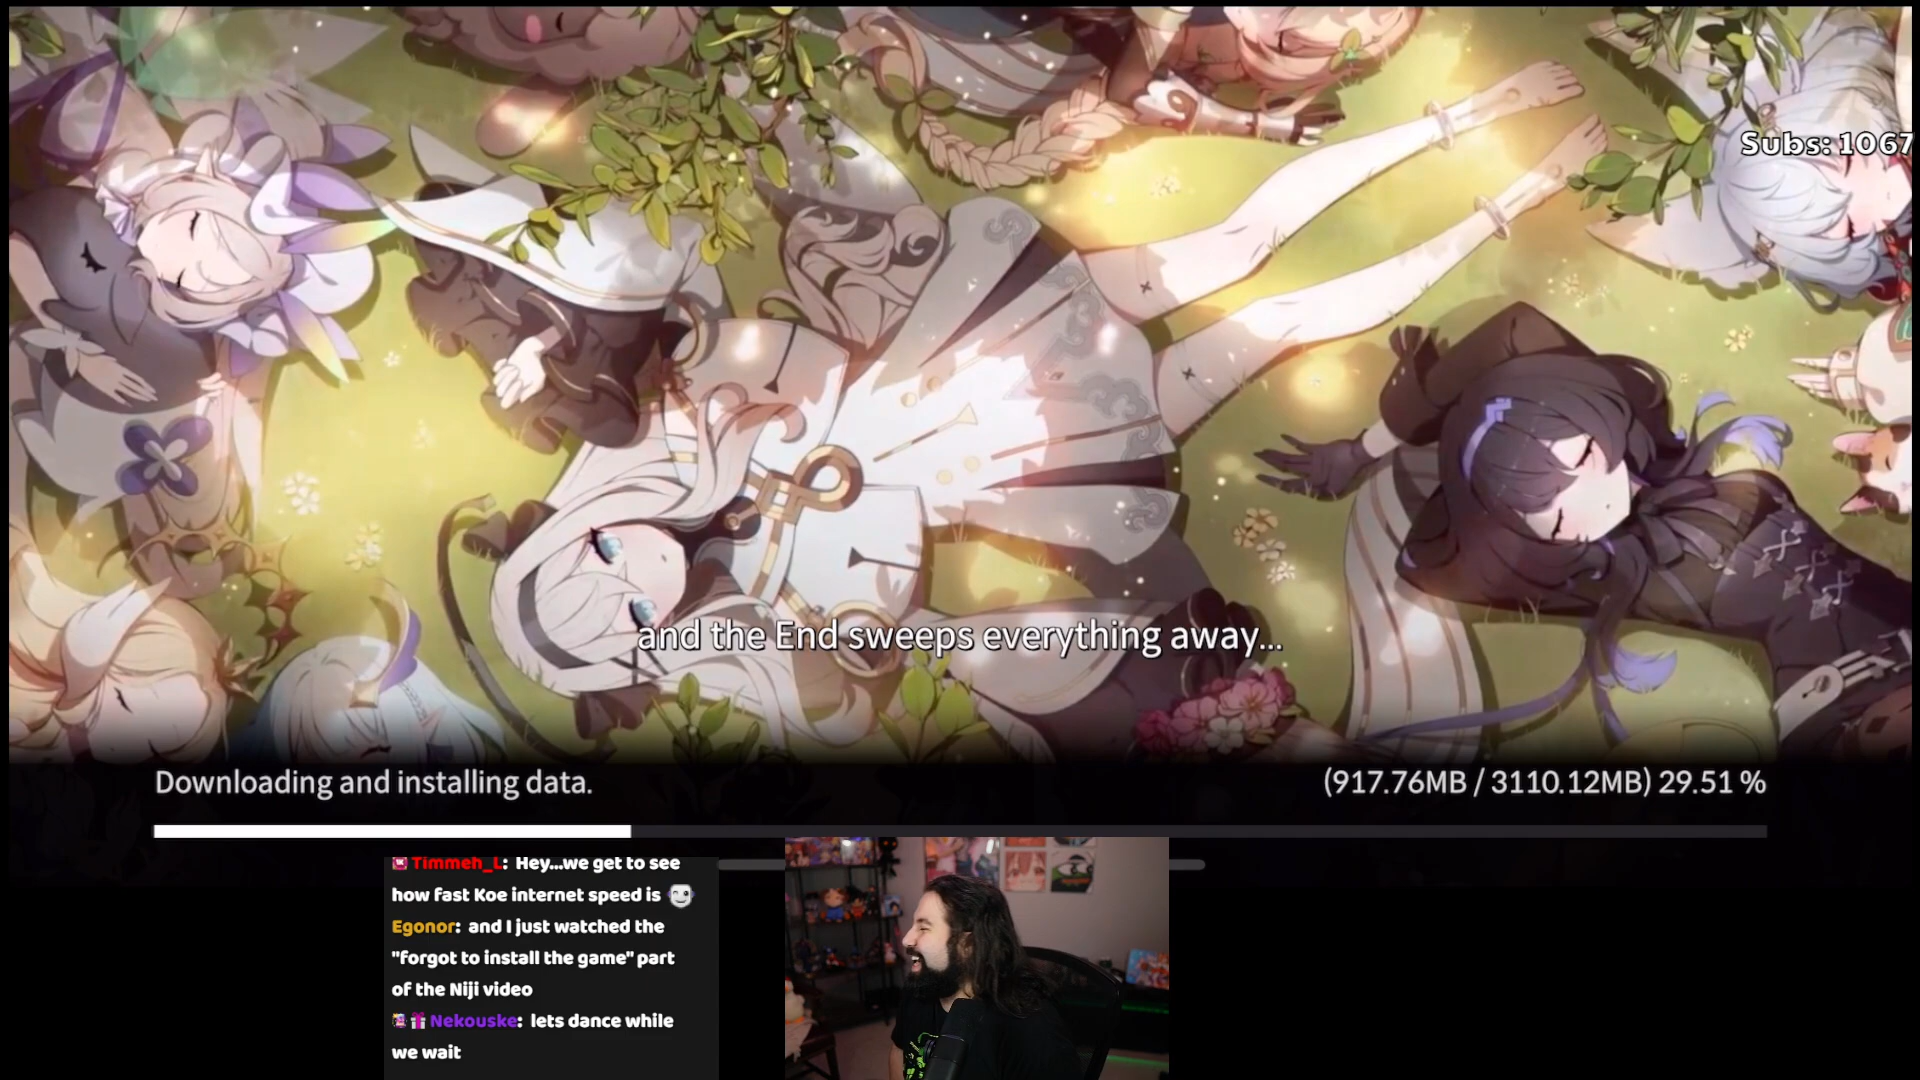 Subs: 1067
and the End sweeps everything away...
Downloading and installing data.
(917.76MB / 3110.12MB) 29.51 %
Timmeh_L: Hey...we get to see
how fast Koe internet speed is
Egonor: and I just watched the
"forgot to install the game" part
of the Niji video
Nekouske: lets dance while
we wait